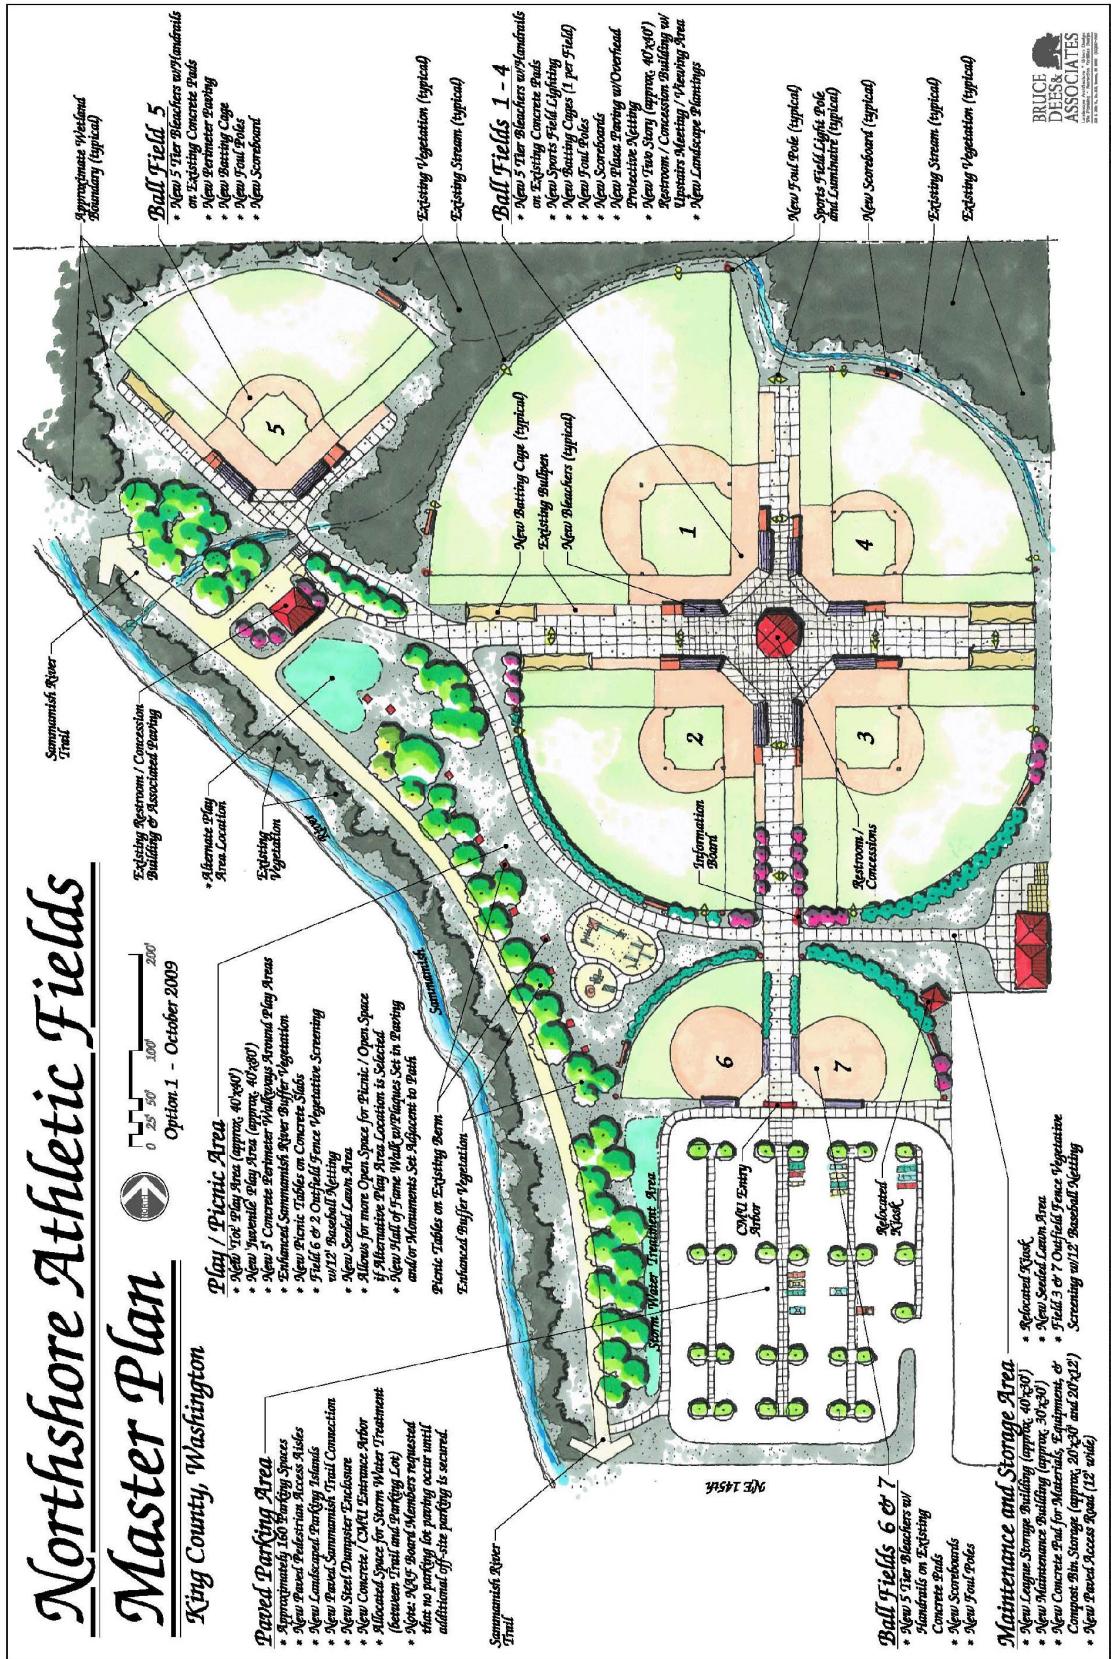 Northshore Athletic Fields
Master Plan
King County, Washington
0 25' 50' 100' 200'
Option 1 - October 2009
Paved Parking Area
* Approximately 160 Parking Spaces
* New Paved Pedestrian Access Aisles
* New Landscaped Parking Islands
* New Paved Sammamish Trail Connection
* New Steel Dumpster Enclosure
* New Concrete / CMU Entrance Arbor
* Allocated Space for Storm Water Treatment
(between Trail and Parking Lot)
* Note: NAF Board Members requested
that no parking lot paving occur until
additional off-site parking is secured.
Play / Picnic Area
* New 'Tot' Play Area (approx. 40'x40')
* New Juvenile Play Area (approx. 40'x80')
* New 5' Concrete Perimeter Walkways Around Play Areas
* Enhanced Sammamish River Buffer Vegetation
* New Picnic Tables on Concrete Slabs
* Field 6 & 2 Outfield Fence Vegetative Screening
w/12' Baseball Netting
* New Seeded Lawn Area
* Allows for more Open Space for Picnic / Open Space
if Alternative Play Area Location is Selected
* New Hall of Fame Walk w/Plaques Set in Paving
and/or Monuments Set Adjacent to Path
Picnic Tables on Existing Berm
Enhanced Buffer Vegetation
Sammamish River
Trail
Existing Restroom / Concession
Building & Associated Paving
* Alternate Play
Area Location
Existing
Vegetation
Sammamish
River
Approximate Wetland
Boundary (typical)
Ball Field 5
* New 5 Tier Bleachers w/Handrails
on Existing Concrete Pads
* New Perimeter Paving
* New Batting Cage
* New Foul Poles
* New Scoreboard
Existing Vegetation (typical)
Existing Stream (typical)
Ball Fields 1 - 4
* New 5 Tier Bleachers w/Handrails
on Existing Concrete Pads
* New Sports Field Lighting
* New Batting Cages (1 per Field)
* New Foul Poles
* New Scoreboards
* New Plaza Paving w/Overhead
Protective Netting
* New Two Story (approx. 40'x40')
Restroom / Concession Building w/
Upstairs Meeting / Viewing Area
* New Landscape Plantings
New Foul Pole (typical)
Sports Field Light Pole
and Luminaire (typical)
New Scoreboard (typical)
Existing Stream (typical)
Existing Vegetation (typical)
5
New Batting Cage (typical)
Existing Bullpen
New Bleachers (typical)
1
2
3
4
Information
Board
Restroom /
Concessions
6
7
Storm Water Treatment Area
CMU Entry
Arbor
Relocated
Kiosk
NE 145th
Sammamish River
Trail
Ball Fields 6 & 7
* New 5 Tier Bleachers w/
Handrails on Existing
Concrete Pads
* New Scoreboards
* New Foul Poles
Maintenance and Storage Area
* New League Storage Building (approx. 40'x30')
* New Maintenance Building (approx. 30'x30')
* New Concrete Pad for Materials, Equipment, &
Compost Bin Storage (approx. 20'x30' and 20'x12')
* New Paved Access Road (12' wide)
* Relocated Kiosk
* New Seeded Lawn Area
* Field 3 & 7 Outfield Fence Vegetative
Screening w/12' Baseball Netting
BRUCE
DEES &
ASSOCIATES